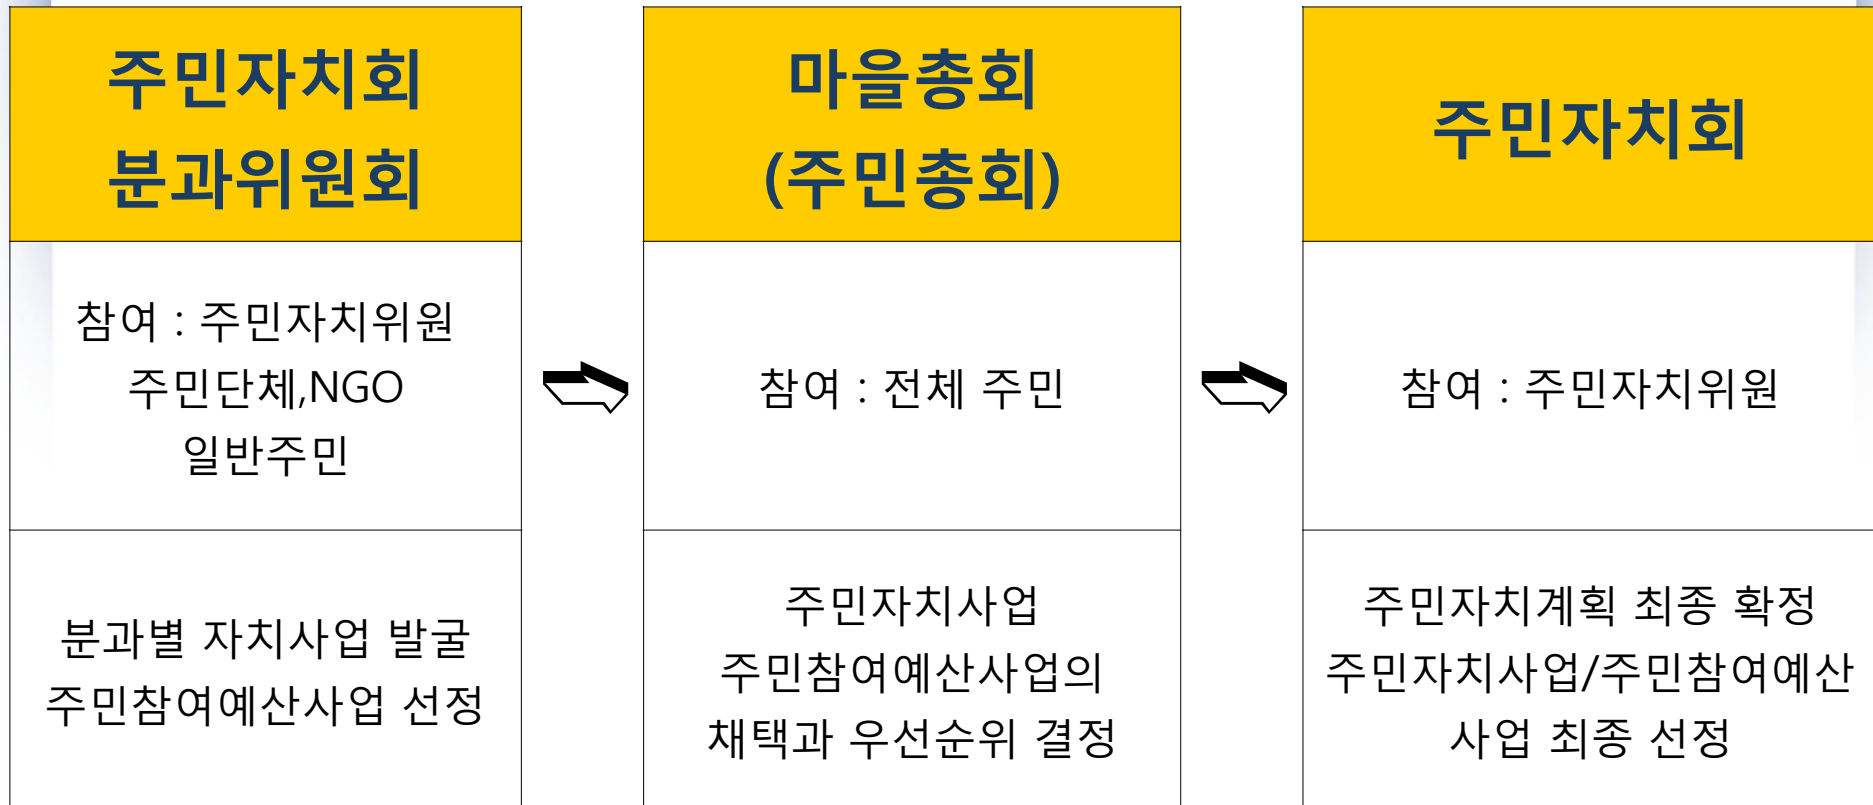 주민자치회
분과위원회
참여 : 주민자치위원
주민단체,NGO
일반주민
분과별 자치사업 발굴
주민참여예산사업 선정
마을총회
(주민총회)
참여 : 전체 주민
주민자치사업
주민참여예산사업의
채택과 우선순위 결정
주민자치회
참여 : 주민자치위원
주민자치계획 최종 확정
주민자치사업/주민참여예산
사업 최종 선정